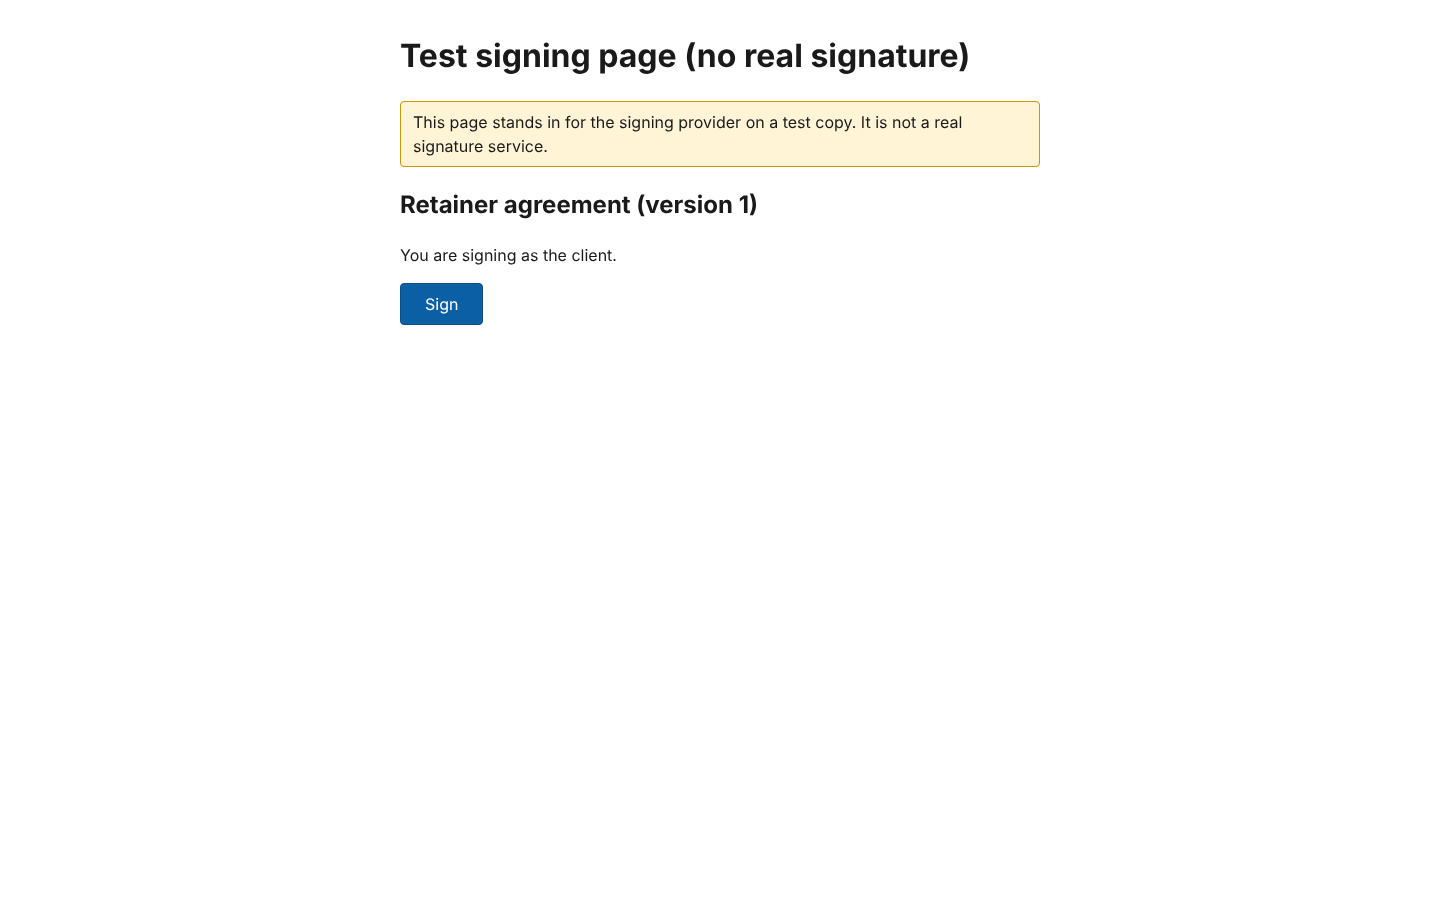 Test signing page (no real signature)
This page stands in for the signing provider on a test copy. It is not a real
signature service.
Retainer agreement (version 1)
You are signing as the client.
Sign